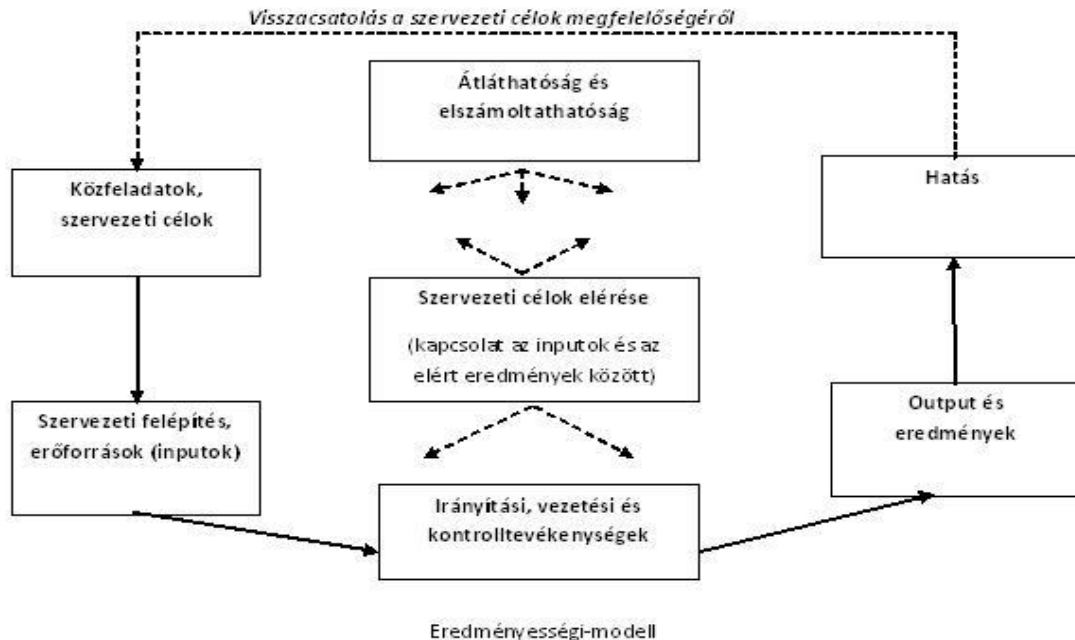 Visszacsatolás a szervezeti célok megfelelőségéről
Átláthatóság és
elszámoltathatóság
Közfeladatok,
szervezeti célok
Hatás
Szervezeti célok elérése
(kapcsolat az inputok és az
elért eredmények között)
Szervezeti felépítés,
erőforrások (inputok)
Output és
eredmények
Irányítási, vezetési és
kontrolltevékenységek
Eredményességi-modell